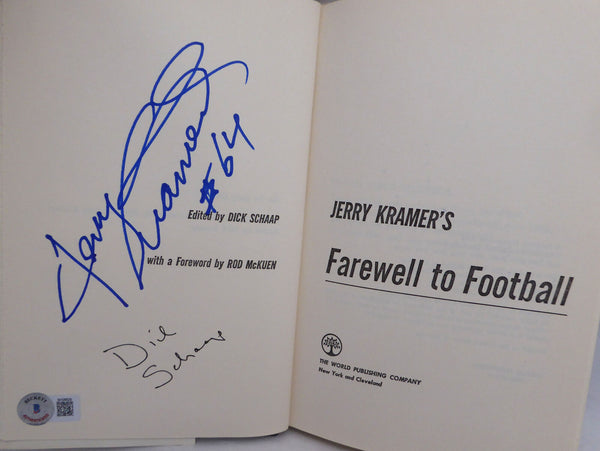 Jerry
Kramer
#64
Edited by DICK SCHAAP
with a Foreword by ROD McKUEN
Dick
Schaap
BECKETT
B
JERRY KRAMER'S
Farewell to Football
THE WORLD PUBLISHING COMPANY
New York and Cleveland